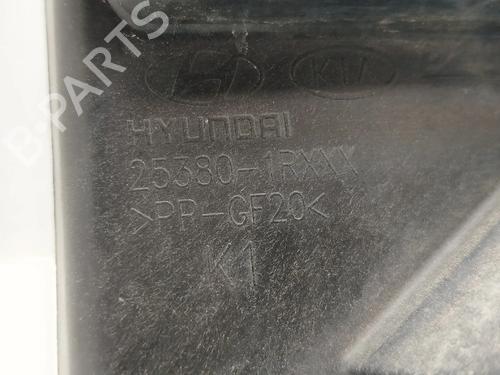 B-PARTS
KIA
HYUNDAI
25380-1RXXX
>PP-GF20<
K1